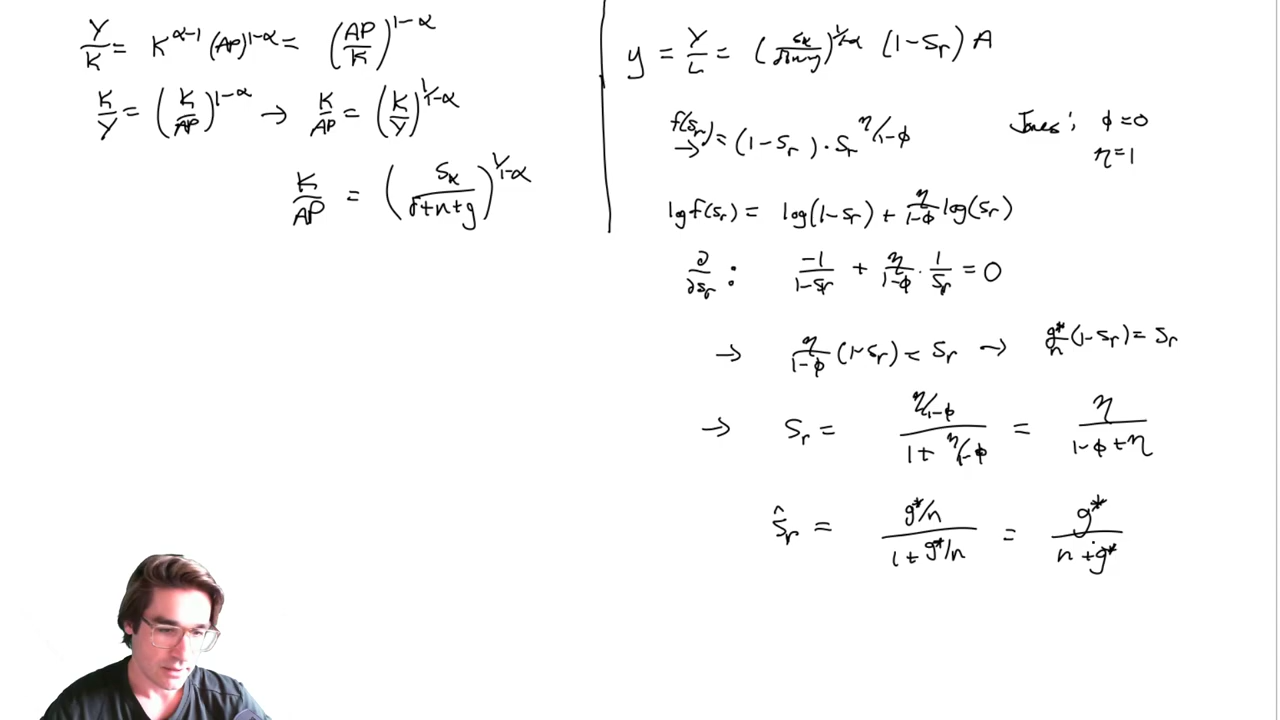 Y/K = K^{α-1} (AP)^{1-α} = (AP/K)^{1-α}
K/Y = (K/AP)^{1-α} → K/AP = (K/Y)^{1/1-α}
K/AP = (s_K/δ+n+g)^{1/1-α}
y = Y/L = (s_K/δ+n+g)^{1/1-α} (1-s_r) A
f(s_r) = (1-s_r) · s_r^{η/1-φ}
Jones: φ=0
η=1
log f(s_r) = log(1-s_r) + η/1-φ log(s_r)
∂/∂s_r : -1/1-s_r + η/1-φ · 1/s_r = 0
→ η/1-φ (1-s_r) = s_r → g*/n (1-s_r) = s_r
→ s_r = η/1-φ / 1+η/1-φ = η / 1-φ+η
ŝ_r = g*/n / 1+g*/n = g* / n+g*